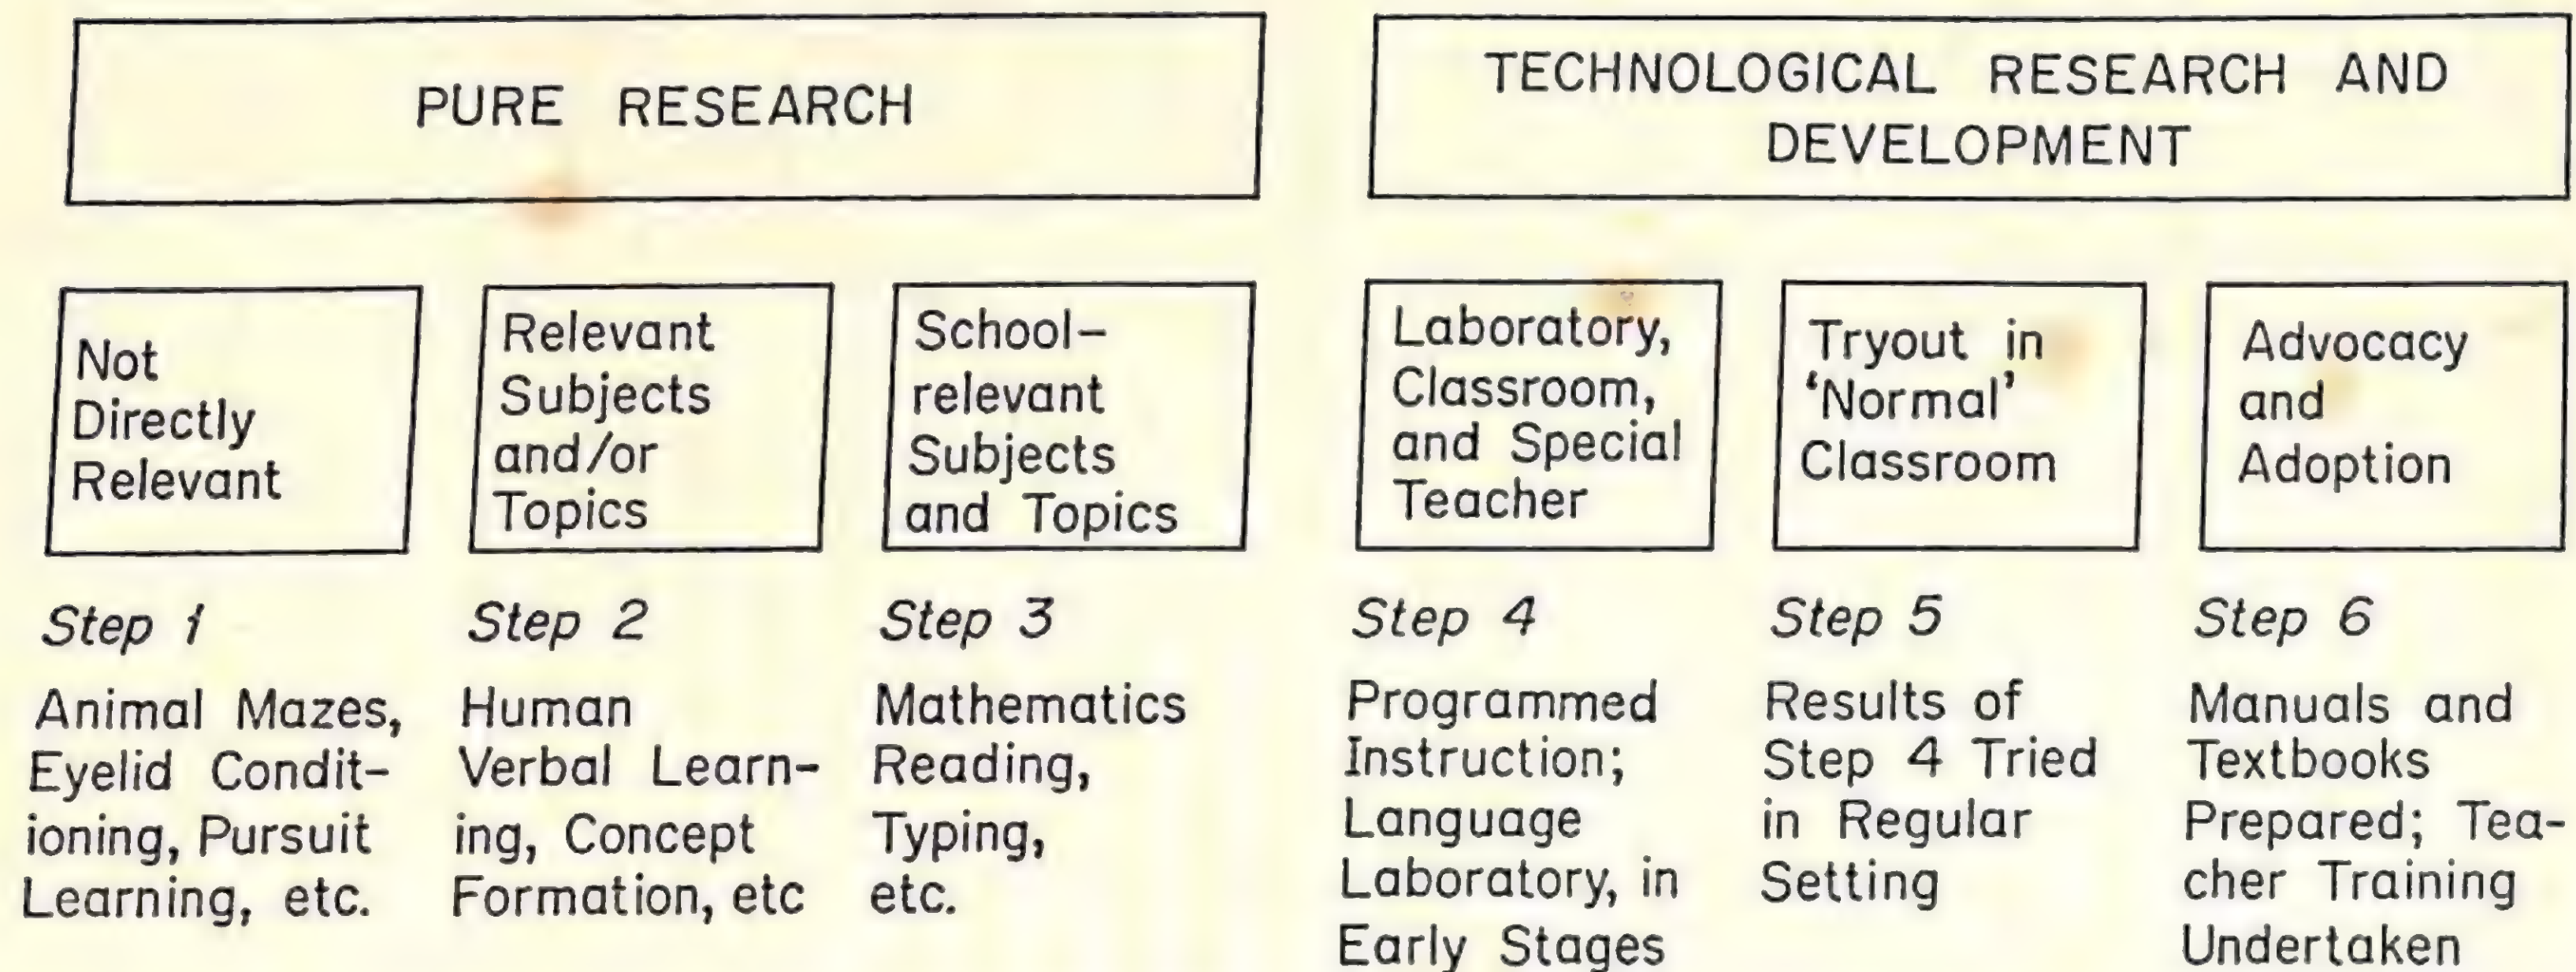 PURE RESEARCH
TECHNOLOGICAL RESEARCH AND
DEVELOPMENT
Not
Directly
Relevant
Relevant
Subjects
and/or
Topics
School-
relevant
Subjects
and Topics
Laboratory,
Classroom,
and Special
Teacher
Tryout in
‘Normal’
Classroom
Advocacy
and
Adoption
Step 1
Animal Mazes,
Eyelid Condit-
ioning, Pursuit
Learning, etc.
Step 2
Human
Verbal Learn-
ing, Concept
Formation, etc
Step 3
Mathematics
Reading,
Typing,
etc.
Step 4
Programmed
Instruction;
Language
Laboratory, in
Early Stages
Step 5
Results of
Step 4 Tried
in Regular
Setting
Step 6
Manuals and
Textbooks
Prepared; Tea-
cher Training
Undertaken